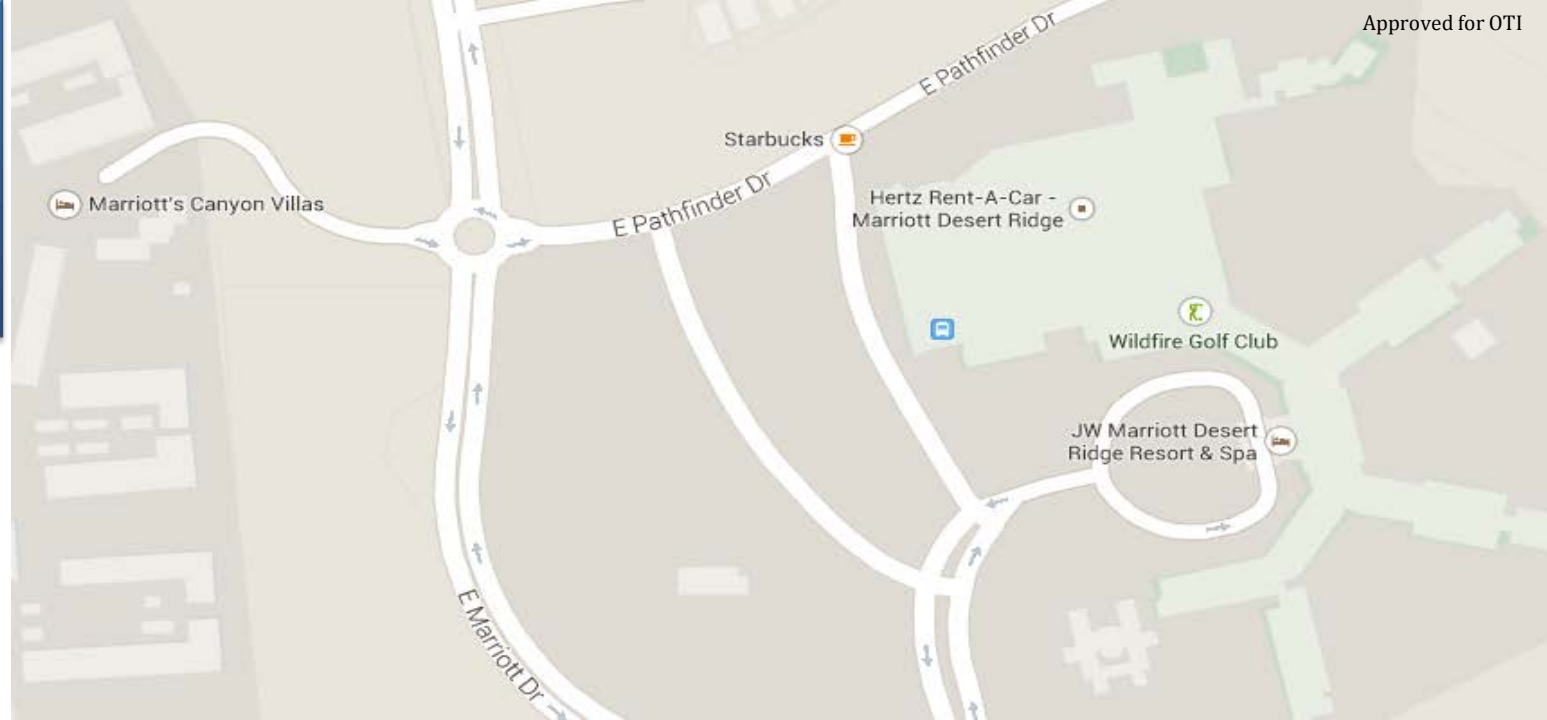 Approved for OTI
E Pathfinder Dr
Starbucks
E Pathfinder Dr
Hertz Rent-A-Car -
Marriott Desert Ridge
Marriott's Canyon Villas
Wildfire Golf Club
JW Marriott Desert
Ridge Resort & Spa
E Marriott Dr